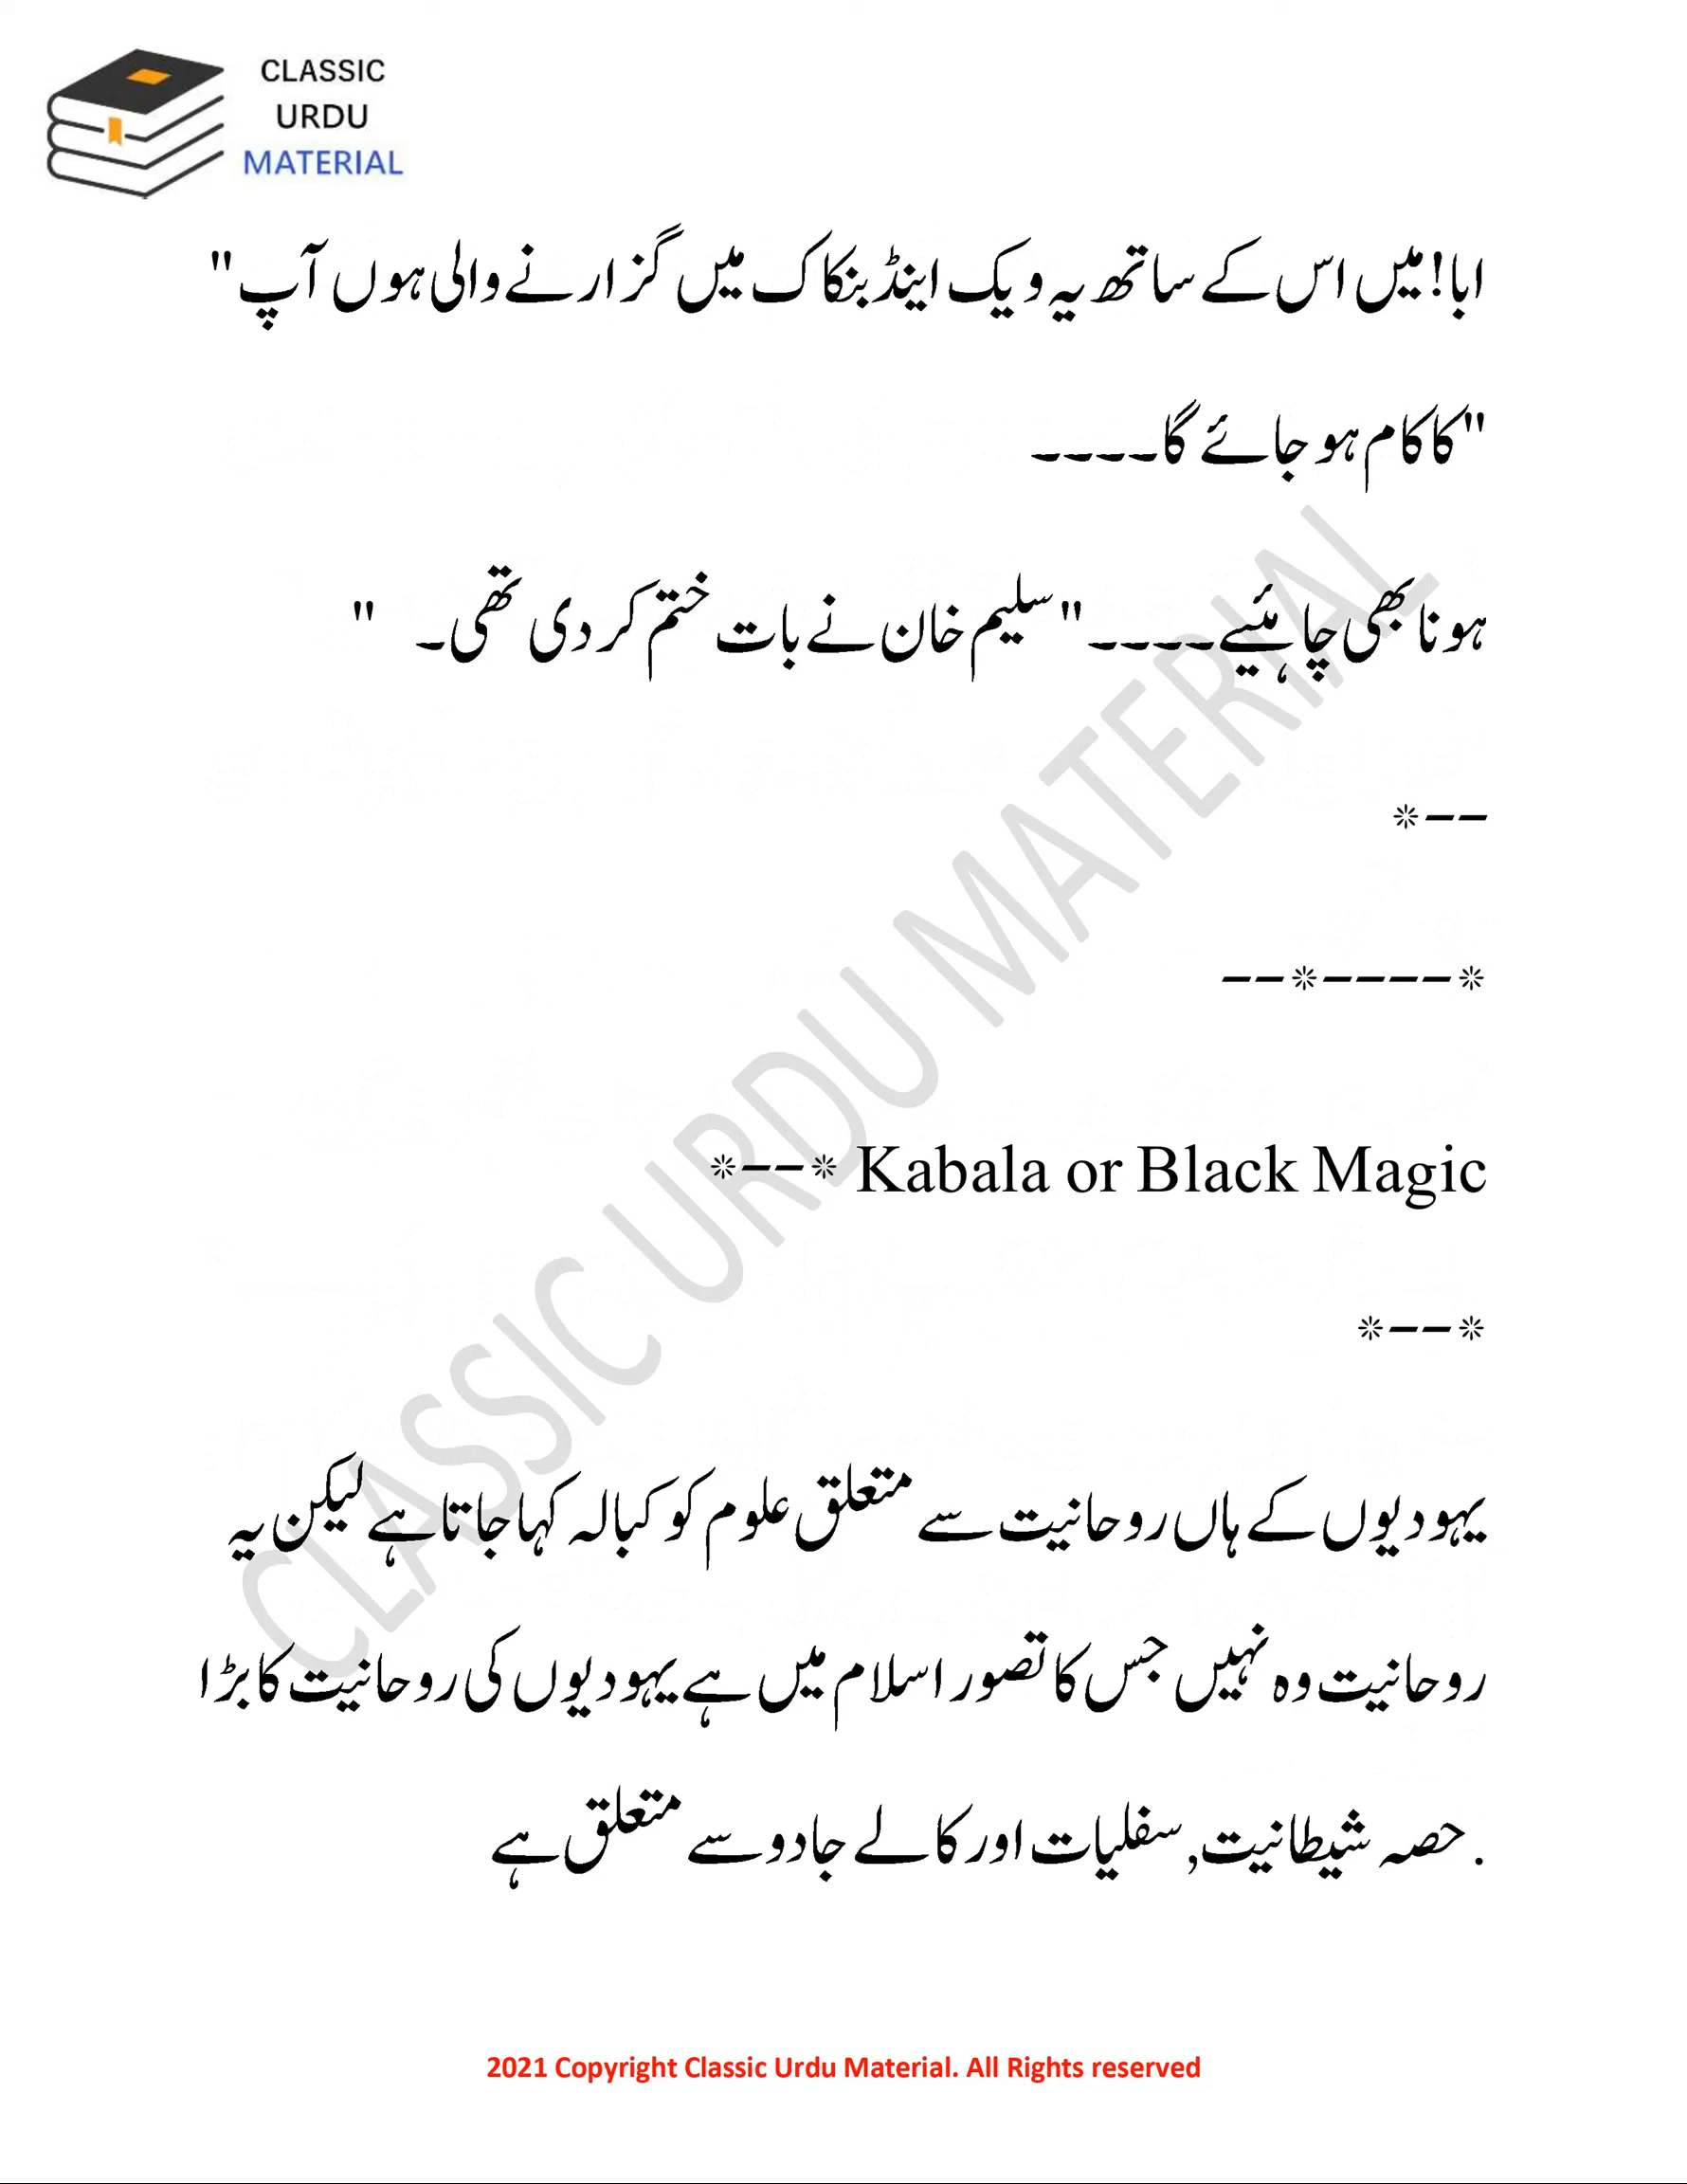 CLASSIC
URDU
MATERIAL
ابا! میں اس کے ساتھ یہ ویک اینڈ بنکاک میں گزارنے والی ہوں آپ"
"کا کام ہو جائے گا۔۔۔۔
ہونا بھی چاہئیے۔۔۔۔" سلیم خان نے بات ختم کر دی تھی۔ "
--*
*----*--
*--* Kabala or Black Magic
*--*
یہودیوں کے ہاں روحانیت سے متعلق علوم کو کبالہ کہا جاتا ہے لیکن یہ
روحانیت وہ نہیں جس کا تصور اسلام میں ہے یہودیوں کی روحانیت کا بڑا
. حصہ شیطانیت, سفلیات اور کالے جادو سے متعلق ہے
CLASSIC URDU MATERIAL
2021 Copyright Classic Urdu Material. All Rights reserved